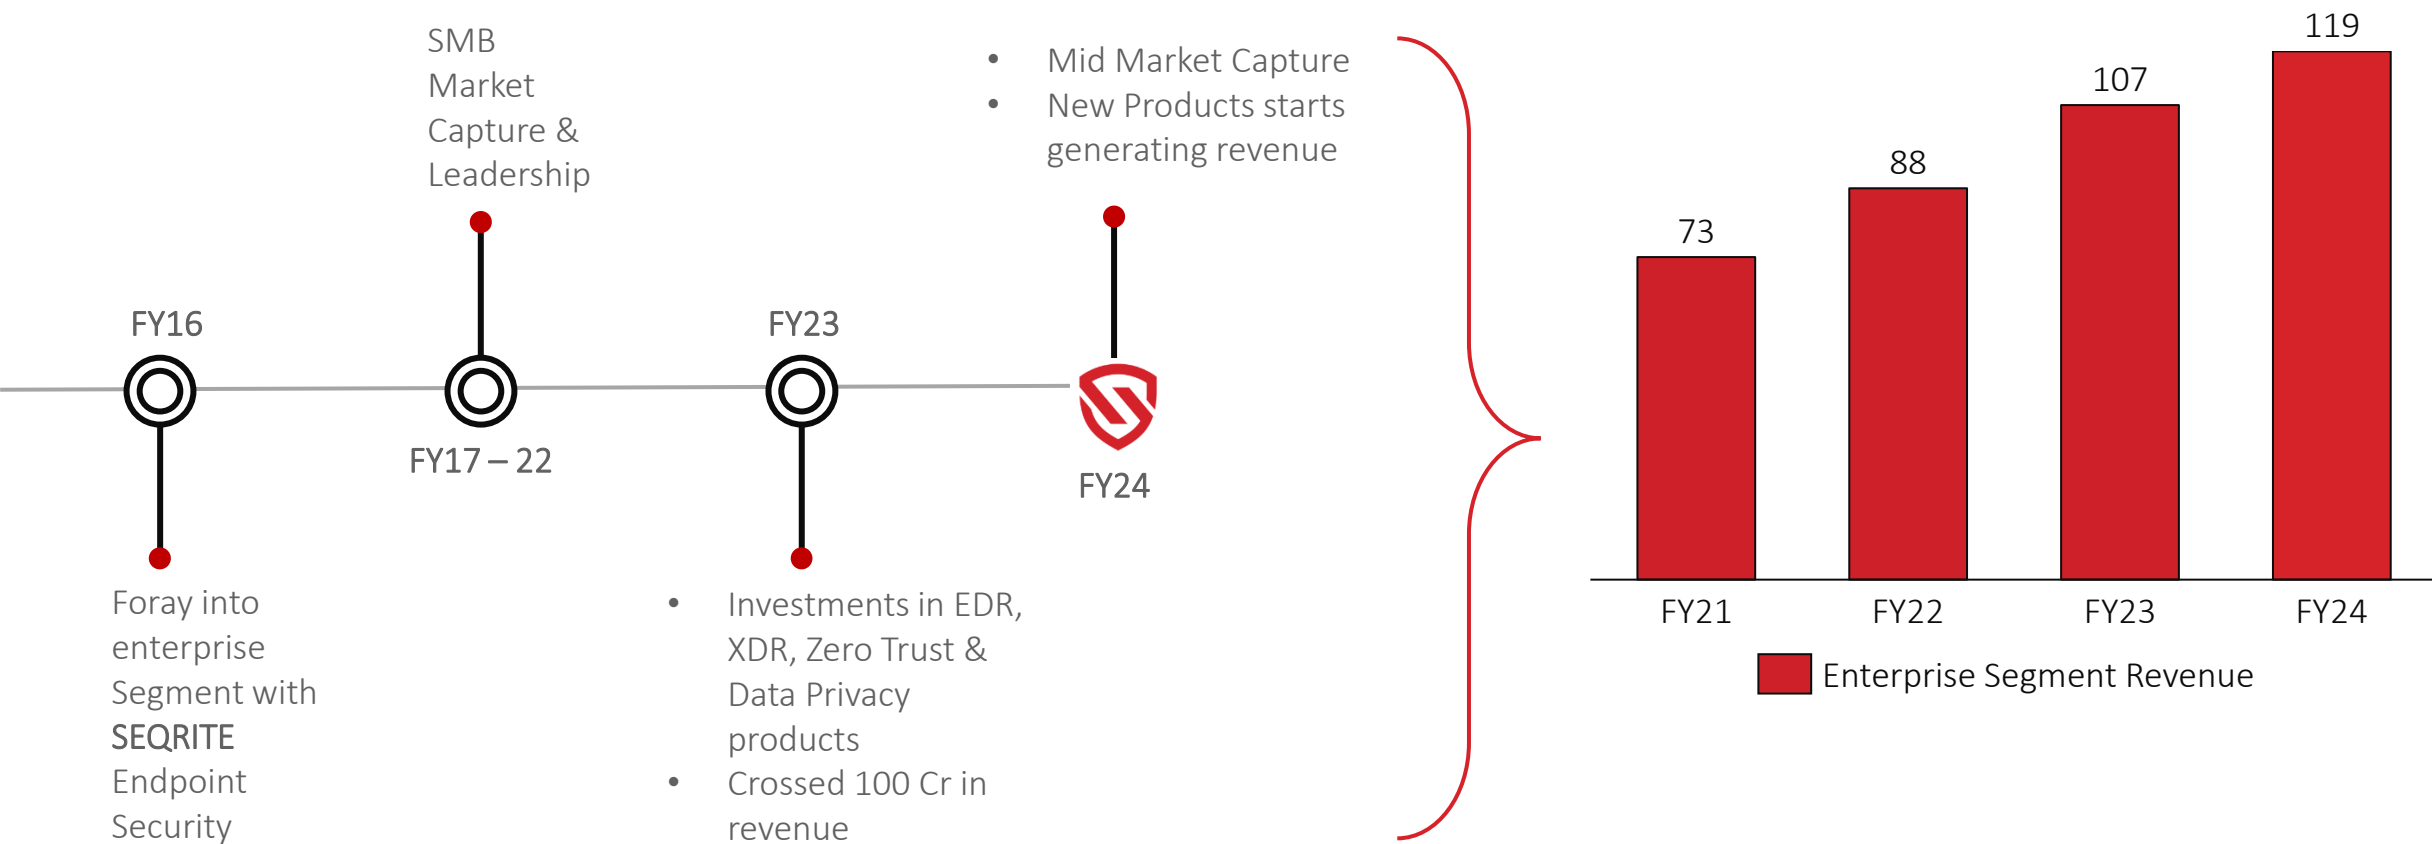 FY16
Foray into
enterprise
Segment with
SEQRITE
Endpoint
Security
SMB
Market
Capture &
Leadership
FY17 – 22
FY23
• Investments in EDR,
XDR, Zero Trust &
Data Privacy
products
• Crossed 100 Cr in
revenue
• Mid Market Capture
• New Products starts
generating revenue
FY24
73
88
107
119
FY21
FY22
FY23
FY24
Enterprise Segment Revenue